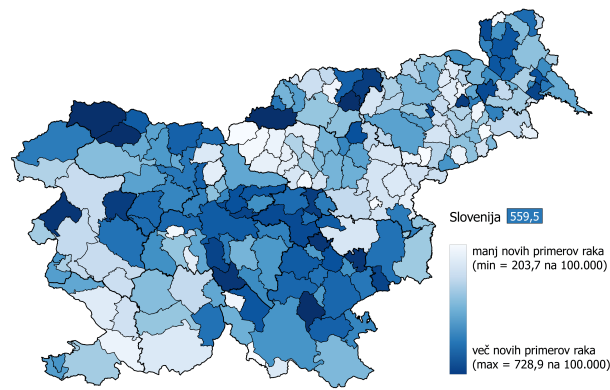 Slovenija 559,5
manj novih primerov raka
(min = 203,7 na 100.000)
več novih primerov raka
(max = 728,9 na 100.000)